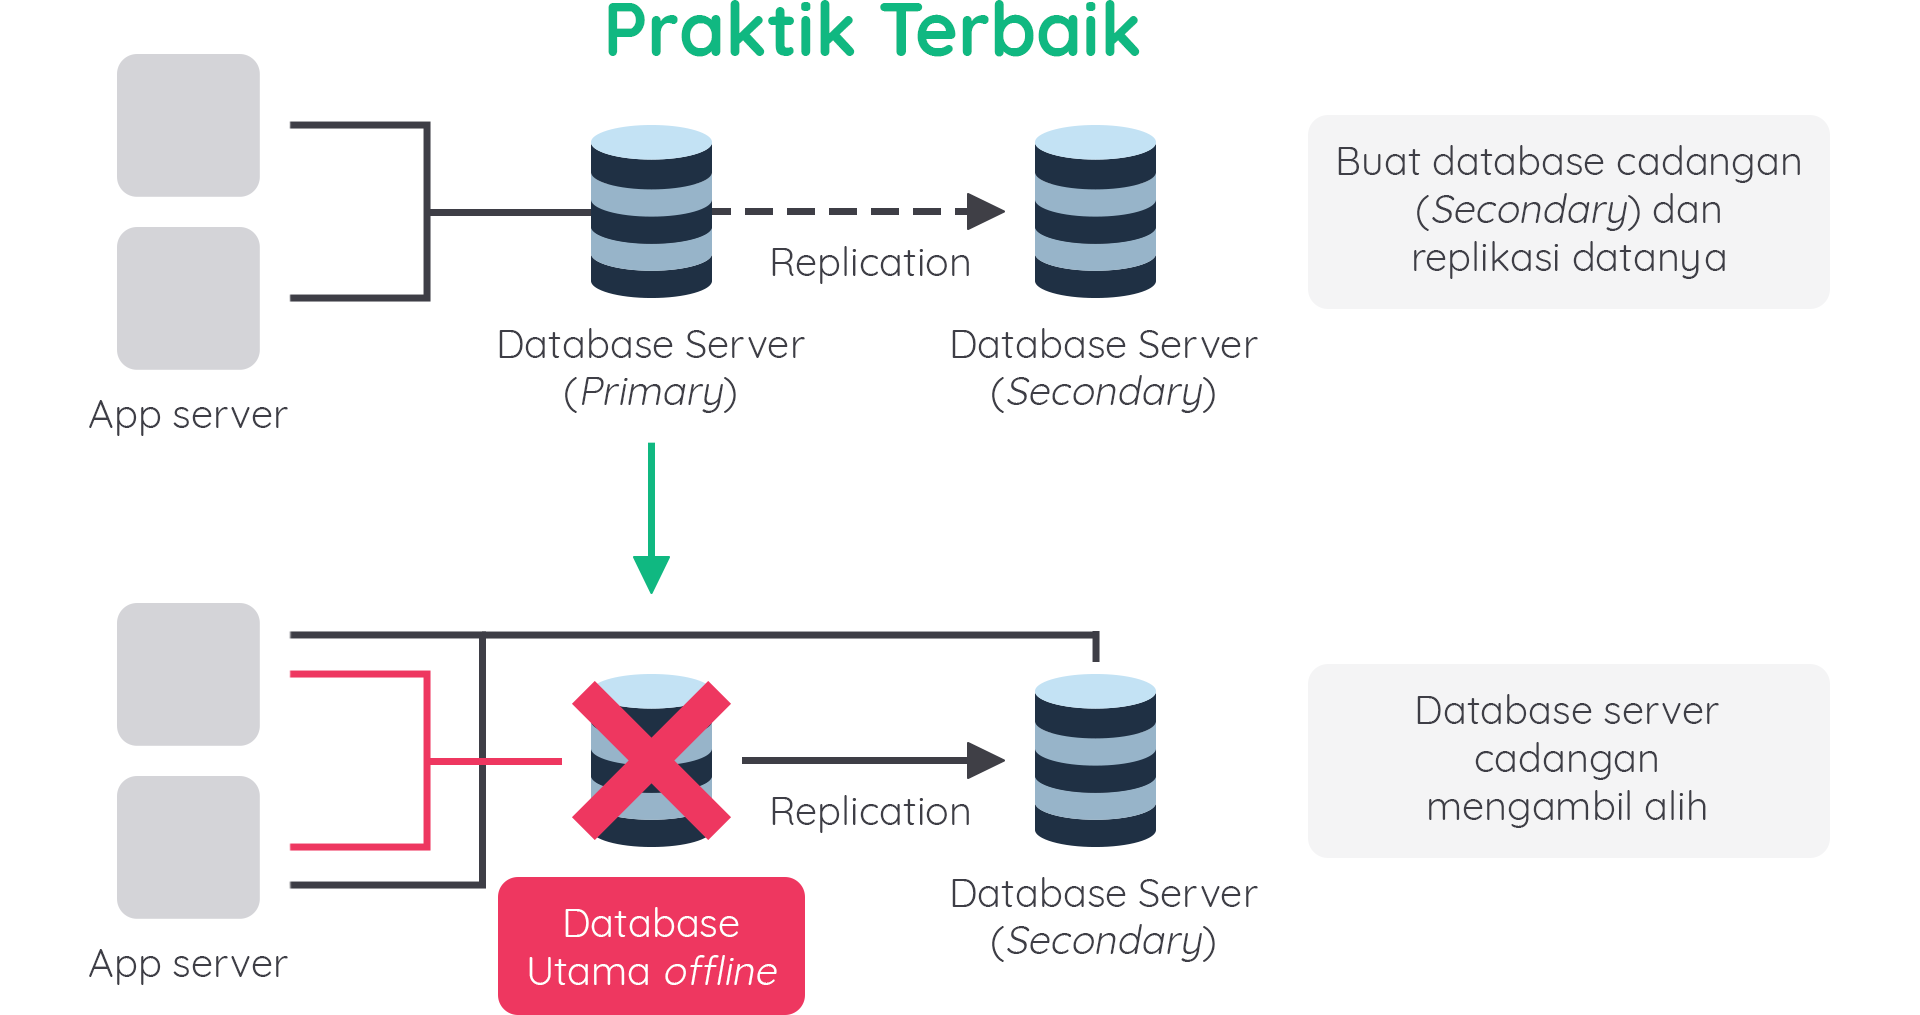 Praktik Terbaik
Buat database cadangan
(Secondary) dan
replikasi datanya
Replication
Database Server
(Primary)
Database Server
(Secondary)
App server
Database server
cadangan
mengambil alih
Replication
Database Server
(Secondary)
Database
Utama offline
App server